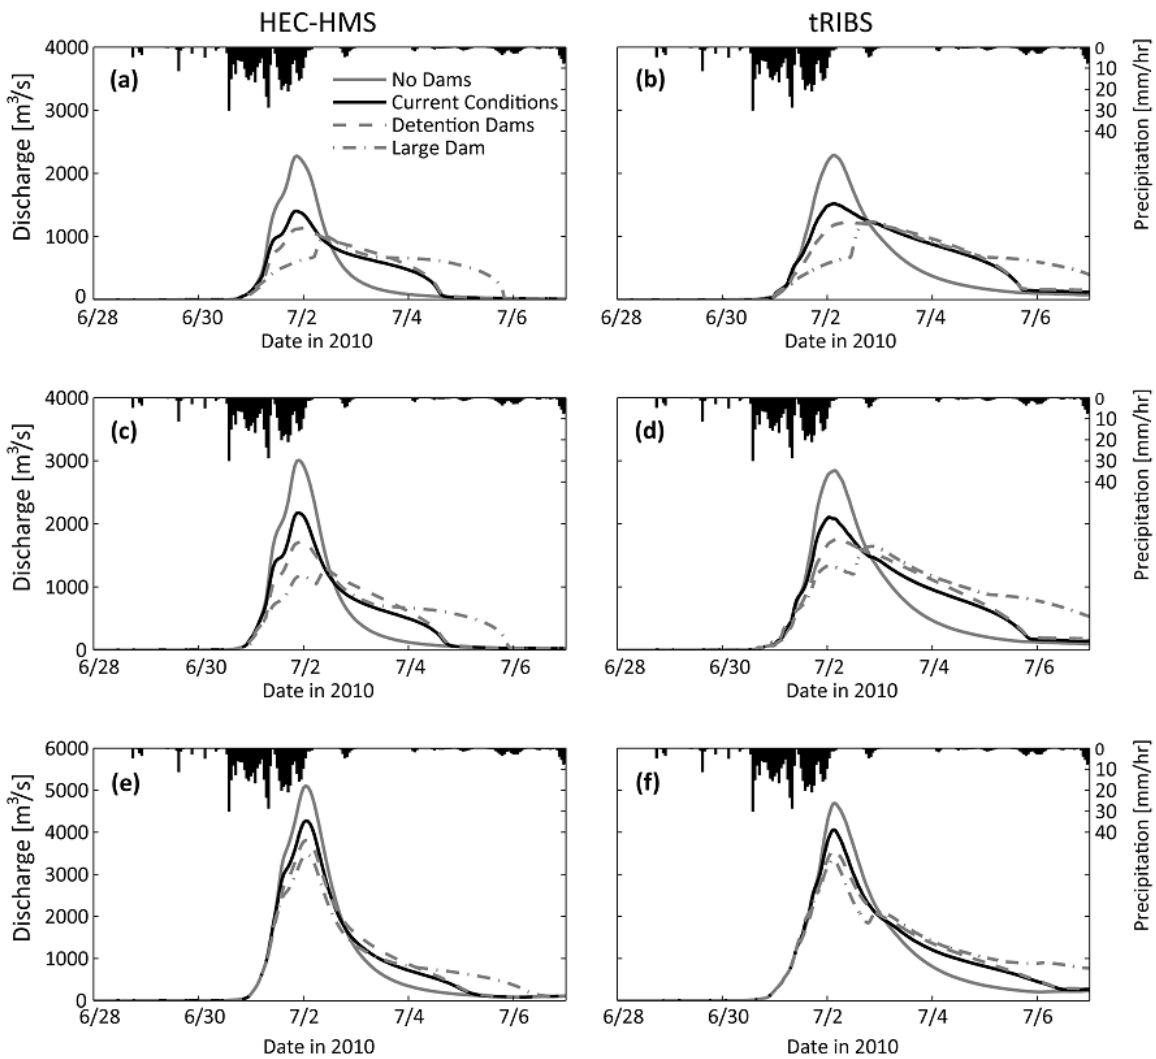 HEC-HMS
tRIBS
4000
3000
2000
1000
0
Discharge [m³/s]
(a)
No Dams
Current Conditions
Detention Dams
Large Dam
6/28
6/30
7/2
7/4
7/6
Date in 2010
(b)
0
10
20
30
40
Precipitation [mm/hr]
6/28
6/30
7/2
7/4
7/6
Date in 2010
4000
3000
2000
1000
0
Discharge [m³/s]
(c)
6/28
6/30
7/2
7/4
7/6
Date in 2010
(d)
0
10
20
30
40
Precipitation [mm/hr]
6/28
6/30
7/2
7/4
7/6
Date in 2010
6000
5000
4000
3000
2000
1000
0
Discharge [m³/s]
(e)
6/28
6/30
7/2
7/4
7/6
Date in 2010
(f)
0
10
20
30
40
Precipitation [mm/hr]
6/28
6/30
7/2
7/4
7/6
Date in 2010